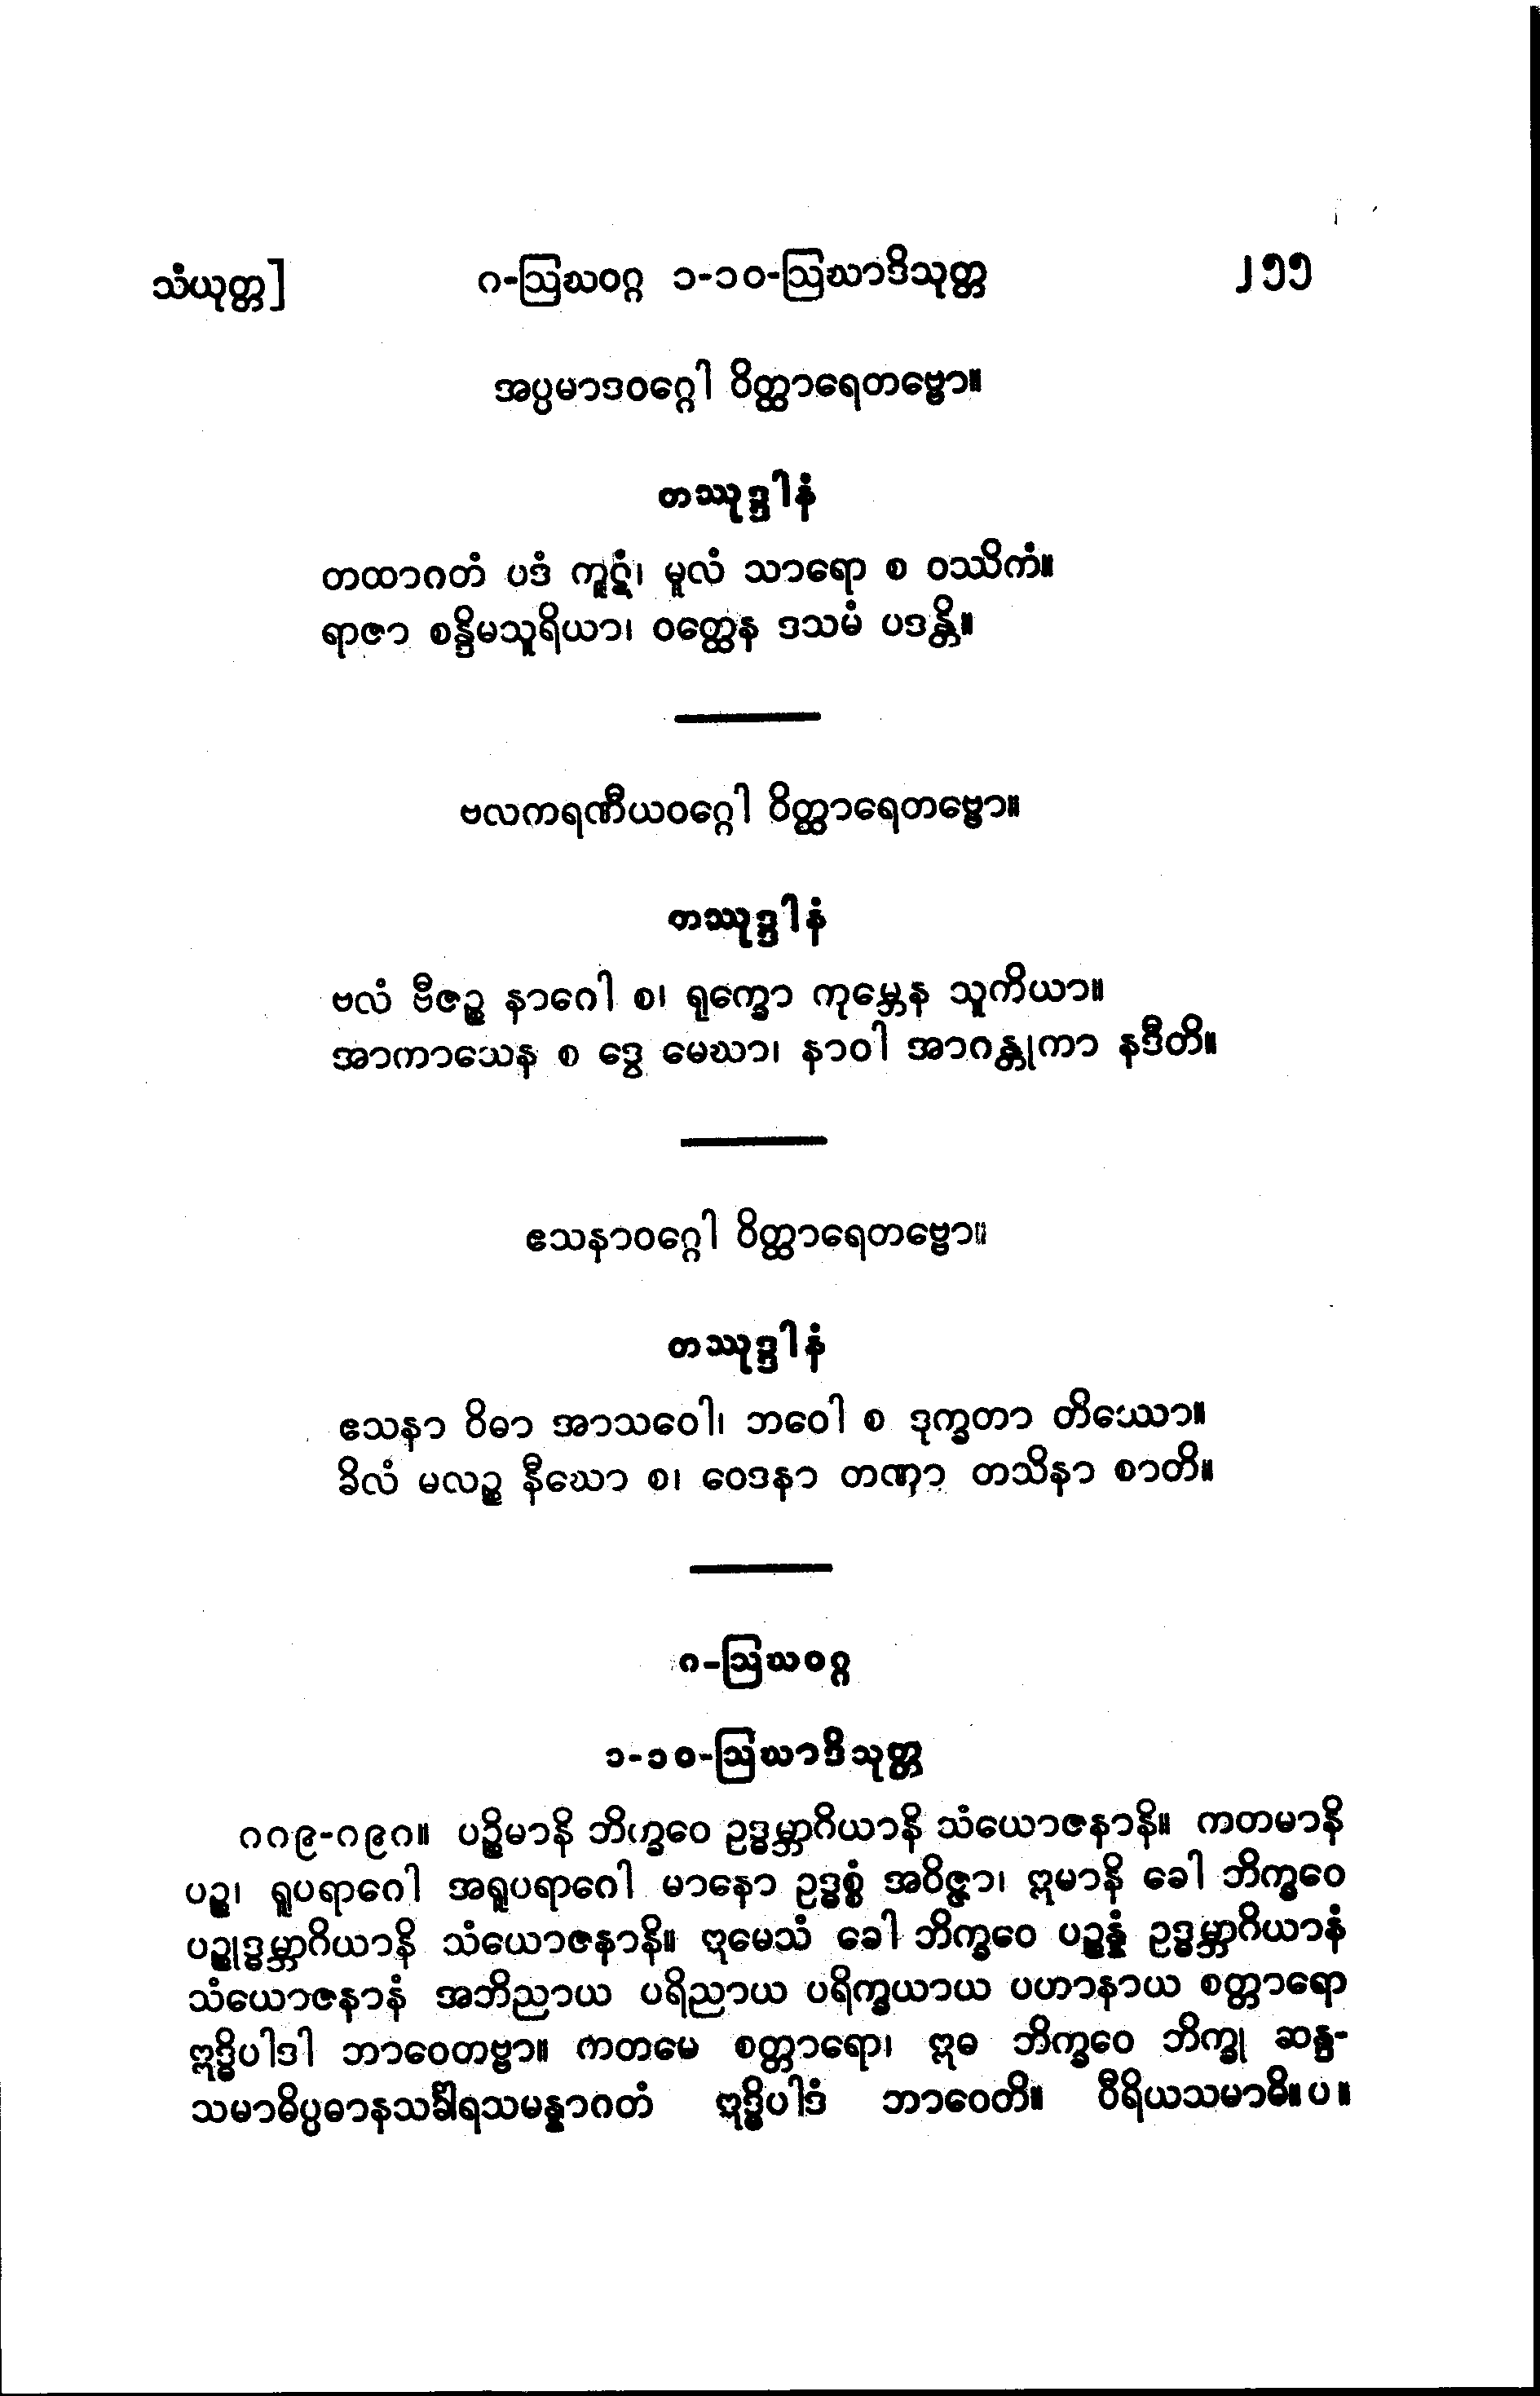 သံယုတ္တ] ဂ-ဩဃဝဂ္ဂ ၁-၁၀-ဩဃာဒိသုတ္တ ၂၅၅
အပ္ပမာဒဝဂ္ဂေါ ဝိတ္ထာရေတဗ္ဗော။
တဿုဒ္ဒါနံ
တထာဂတံ ပဒံ ကူဋံ၊ မူလံ သာရော စ ဝဿိကံ။
ရာဇာ စန္ဒိမသူရိယာ၊ ဝတ္ထေန ဒသမံ ပဒန္တိ။
ဗလကရဏီယဝဂ္ဂေါ ဝိတ္ထာရေတဗ္ဗော။
တဿုဒ္ဒါနံ
ဗလံ ဗီဇဉ္စ နာဂေါ စ၊ ရုက္ခော ကုမ္ဘေန သူကိယာ။
အာကာသေန စ ဒွေ မေဃာ၊ နာဝါ အာဂန္တုကာ နဒီတိ။
ဧသနာဝဂ္ဂေါ ဝိတ္ထာရေတဗ္ဗော။
တဿုဒ္ဒါနံ
ဧသနာ ဝိဓာ အာသဝေါ၊ ဘဝေါ စ ဒုက္ခတာ တိဿော။
ခိလံ မလဉ္စ နီဃော စ၊ ဝေဒနာ တဏှာ တသိနာ စာတိ။
ဂ-ဩဃဝဂ္ဂ
၁-၁၀-ဩဃာဒိသုတ္တ
ဂဂ၉-ဂ၉ဂ။ ပဉ္စိမာနိ ဘိက္ခဝေ ဥဒ္ဓမ္ဘာဂိယာနိ သံယောဇနာနိ။ ကတမာနိ
ပဉ္စ၊ ရူပရာဂေါ အရူပရာဂေါ မာနော ဥဒ္ဓစ္စံ အဝိဇ္ဇာ၊ ဣမာနိ ခေါ ဘိက္ခဝေ
ပဉ္စုဒ္ဓမ္ဘာဂိယာနိ သံယောဇနာနိ။ ဣမေသံ ခေါ ဘိက္ခဝေ ပဉ္စန္နံ ဥဒ္ဓမ္ဘာဂိယာနံ
သံယောဇနာနံ အဘိညာယ ပရိညာယ ပရိက္ခယာယ ပဟာနာယ စတ္တာရော
ဣဒ္ဓိပါဒါ ဘာဝေတဗ္ဗာ။ ကတမေ စတ္တာရော၊ ဣဓ ဘိက္ခဝေ ဘိက္ခု ဆန္ဒ-
သမာဓိပ္ပဓာနသင်္ခါရသမန္နာဂတံ ဣဒ္ဓိပါဒံ ဘာဝေတိ။ ဝီရိယသမာဓိ။ပ။